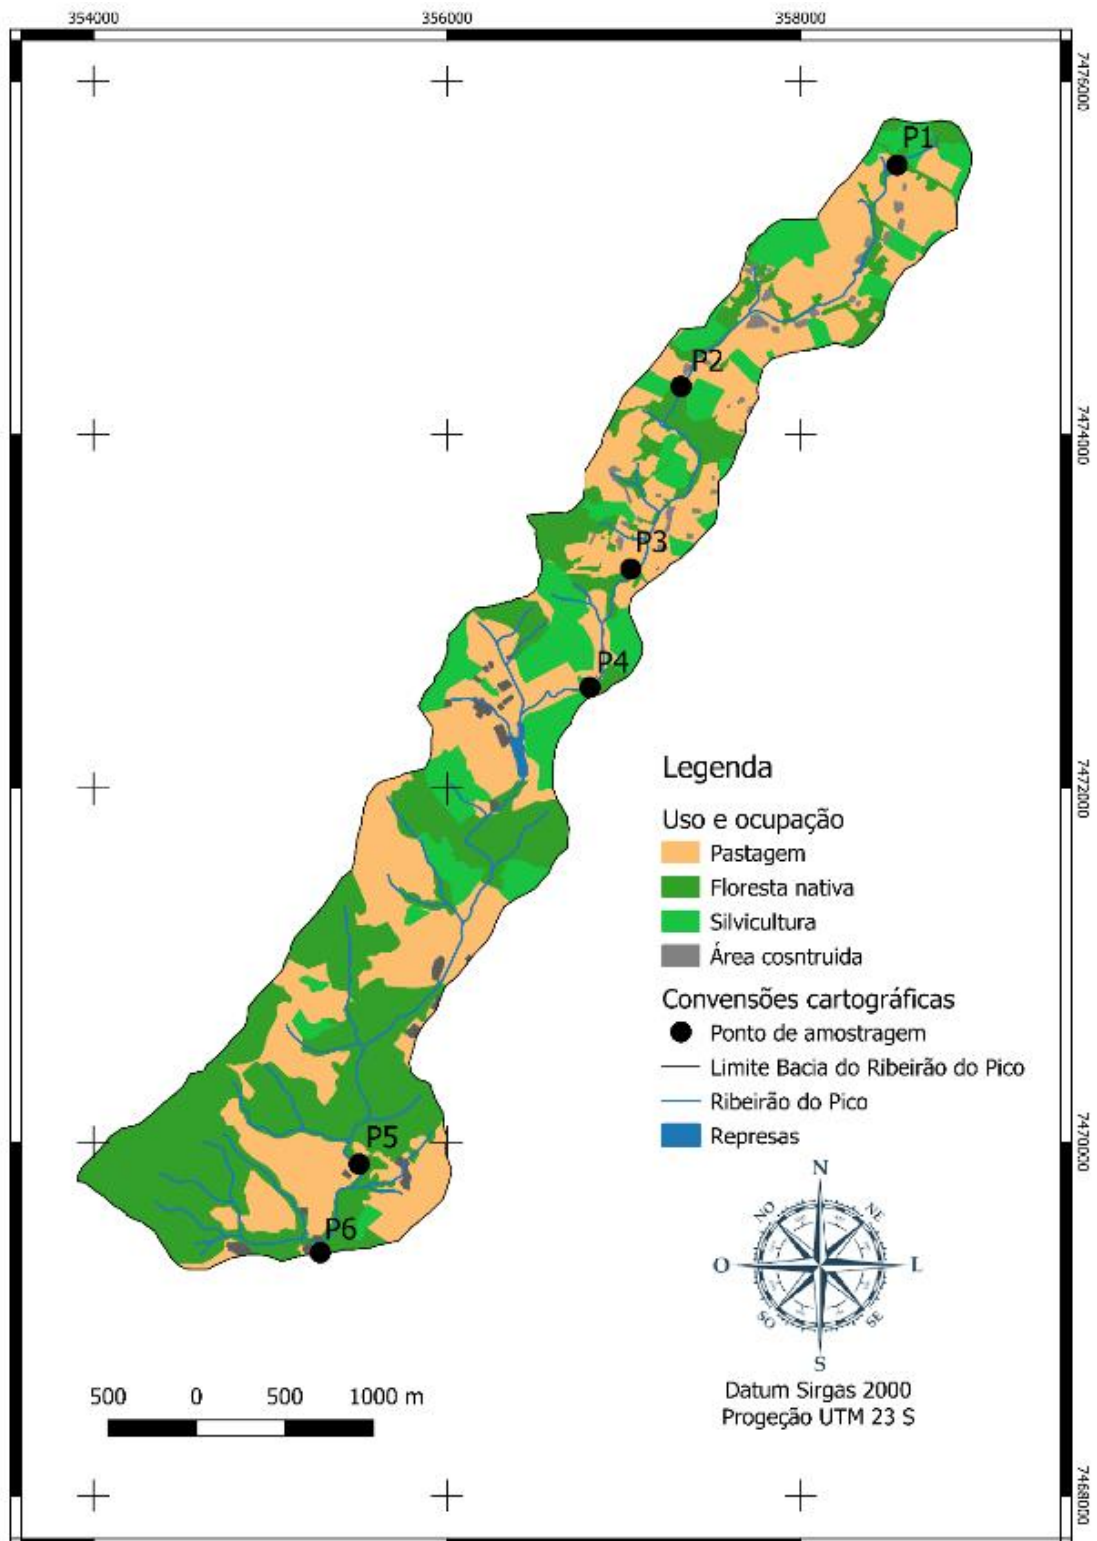 354000 356000 358000
7476000
P1
P2
7474000
P3
P4
Legenda
7472000
Uso e ocupação
Pastagem
Floresta nativa
Silvicultura
Área cosntruida
Convensões cartográficas
Ponto de amostragem
Limite Bacia do Ribeirão do Pico
Ribeirão do Pico
Represas
7470000
P5
P6
N
NO NE
O L
SO SE
S
500 0 500 1000 m
Datum Sirgas 2000
Progeção UTM 23 S
7468000